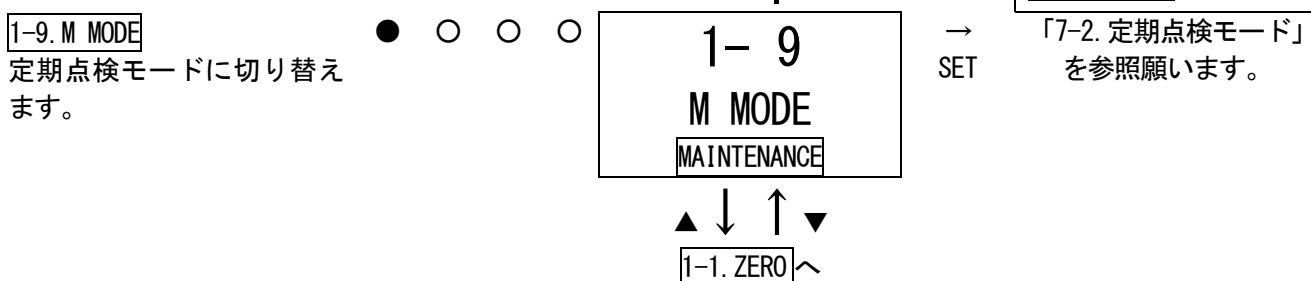 1-9.M MODE
定期点検モードに切り替え
ます。
● ○ ○ ○
1- 9
M MODE
MAINTENANCE
→
SET
「7-2.定期点検モード」
を参照願います。
▲ ↓ ↑ ▼
1-1.ZERO へ